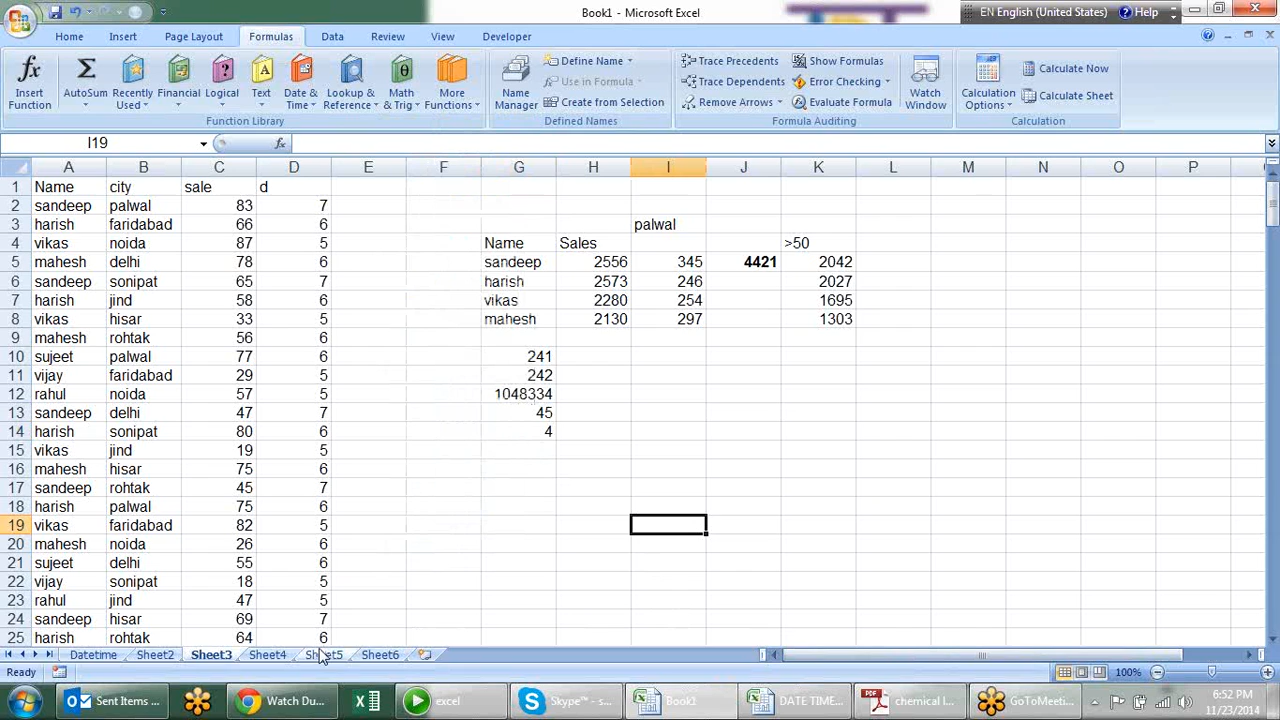 Book1 - Microsoft Excel
EN English (United States) Help
Home Insert Page Layout Formulas Data Review View Developer
Insert Function
AutoSum
Recently Used
Financial
Logical
Text
Date & Time
Lookup & Reference
Math & Trig
More Functions
Function Library
Name Manager
Define Name
Use in Formula
Create from Selection
Defined Names
Trace Precedents
Trace Dependents
Remove Arrows
Show Formulas
Error Checking
Evaluate Formula
Formula Auditing
Watch Window
Calculation Options
Calculate Now
Calculate Sheet
Calculation
I19 fx
A B C D E F G H I J K L M N O P
1 Name city sale d
2 sandeep palwal 83 7
3 harish faridabad 66 6 palwal
4 vikas noida 87 5 Name Sales >50
5 mahesh delhi 78 6 sandeep 2556 345 4421 2042
6 sandeep sonipat 65 7 harish 2573 246 2027
7 harish jind 58 6 vikas 2280 254 1695
8 vikas hisar 33 5 mahesh 2130 297 1303
9 mahesh rohtak 56 6
10 sujeet palwal 77 6 241
11 vijay faridabad 29 5 242
12 rahul noida 57 5 1048334
13 sandeep delhi 47 7 45
14 harish sonipat 80 6 4
15 vikas jind 19 5
16 mahesh hisar 75 6
17 sandeep rohtak 45 7
18 harish palwal 75 6
19 vikas faridabad 82 5
20 mahesh noida 26 6
21 sujeet delhi 55 6
22 vijay sonipat 18 5
23 rahul jind 47 5
24 sandeep hisar 69 7
25 harish rohtak 64 6
Datetime Sheet2 Sheet3 Sheet4 Sheet5 Sheet6
Ready 100%
Sent Items ... Watch Du... excel Skype™ - s... Book1 DATE TIME... chemical l... GoToMeeti... 6:52 PM
11/23/2014